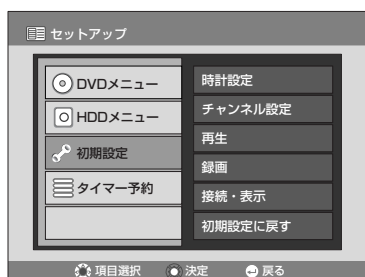 セットアップ
DVDメニュー
HDDメニュー
初期設定
タイマー予約
時計設定
チャンネル設定
再生
録画
接続・表示
初期設定に戻す
項目選択 決定 戻る